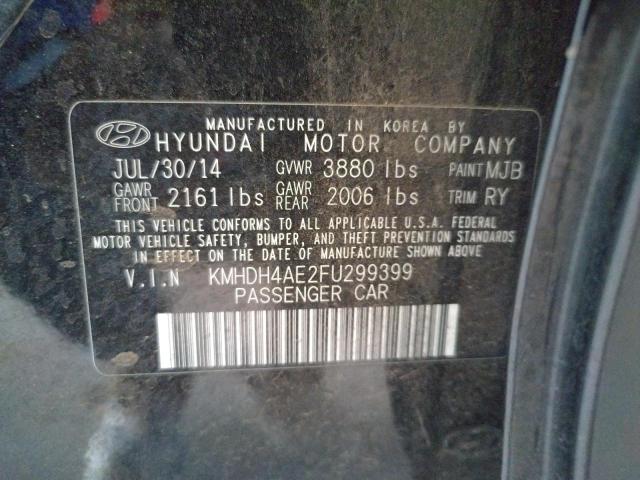 MANUFACTURED IN KOREA BY
HYUNDAI MOTOR COMPANY
JUL/30/14 GVWR 3880 lbs PAINT MJB
GAWR FRONT 2161 lbs GAWR REAR 2006 lbs TRIM RY
THIS VEHICLE CONFORMS TO ALL APPLICABLE U.S.A. FEDERAL
MOTOR VEHICLE SAFETY, BUMPER, AND THEFT PREVENTION STANDARDS
IN EFFECT ON THE DATE OF MANUFACTURE SHOWN ABOVE
V.I.N KMHDH4AE2FU299399
PASSENGER CAR